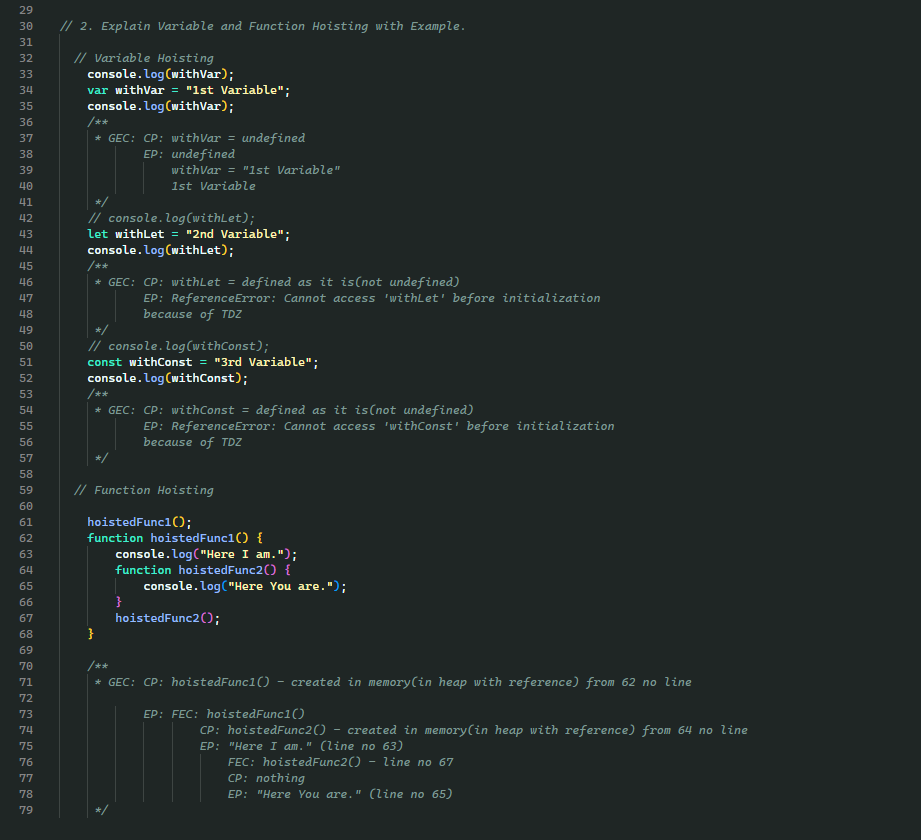 29
30 // 2. Explain Variable and Function Hoisting with Example.
31
32 // Variable Hoisting
33 console.log(withVar);
34 var withVar = "1st Variable";
35 console.log(withVar);
36 /**
37 * GEC: CP: withVar = undefined
38 EP: undefined
39 withVar = "1st Variable"
40 1st Variable
41 */
42 // console.log(withLet);
43 let withLet = "2nd Variable";
44 console.log(withLet);
45 /**
46 * GEC: CP: withLet = defined as it is(not undefined)
47 EP: ReferenceError: Cannot access 'withLet' before initialization
48 because of TDZ
49 */
50 // console.log(withConst);
51 const withConst = "3rd Variable";
52 console.log(withConst);
53 /**
54 * GEC: CP: withConst = defined as it is(not undefined)
55 EP: ReferenceError: Cannot access 'withConst' before initialization
56 because of TDZ
57 */
58
59 // Function Hoisting
60
61 hoistedFunc1();
62 function hoistedFunc1() {
63 console.log("Here I am.");
64 function hoistedFunc2() {
65 console.log("Here You are.");
66 }
67 hoistedFunc2();
68 }
69
70 /**
71 * GEC: CP: hoistedFunc1() - created in memory(in heap with reference) from 62 no line
72
73 EP: FEC: hoistedFunc1()
74 CP: hoistedFunc2() - created in memory(in heap with reference) from 64 no line
75 EP: "Here I am." (line no 63)
76 FEC: hoistedFunc2() - line no 67
77 CP: nothing
78 EP: "Here You are." (line no 65)
79 */